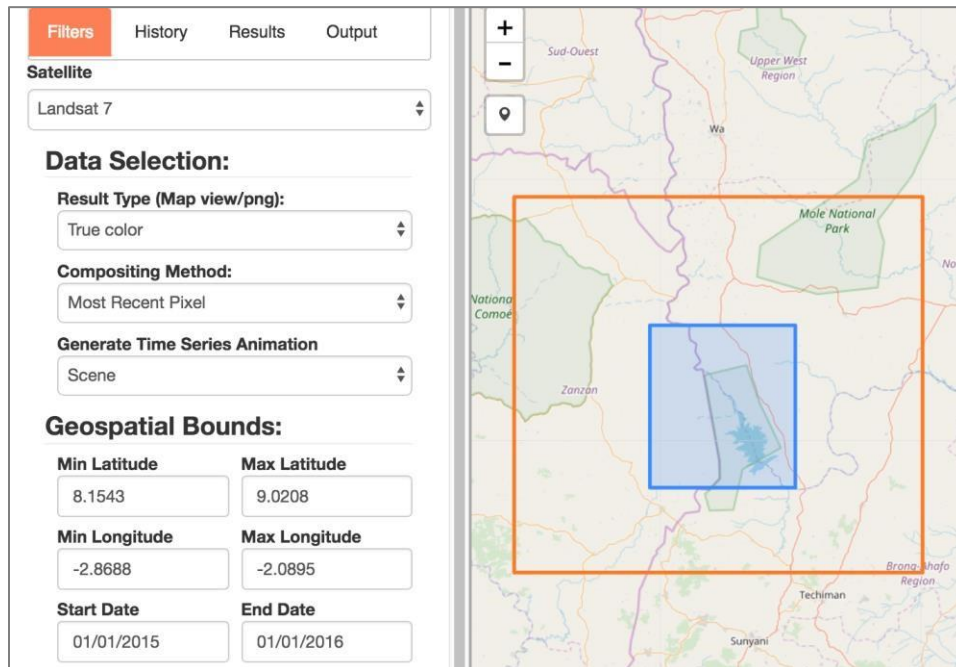 Filters History Results Output
Satellite
Landsat 7
Data Selection:
Result Type (Map view/png):
True color
Compositing Method:
Most Recent Pixel
Generate Time Series Animation
Scene
Geospatial Bounds:
Min Latitude Max Latitude
8.1543 9.0208
Min Longitude Max Longitude
-2.8688 -2.0895
Start Date End Date
01/01/2015 01/01/2016
+
−
Sud-Ouest
Upper West
Region
Wa
Mole National
Park
No
Comoé
Zanzan
Brong-Ahafo
Region
Techiman
Sunyani